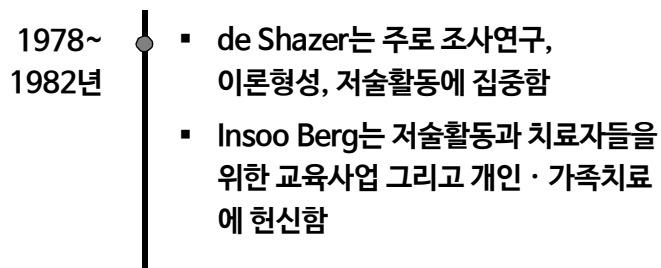 1978~
1982년
▪ de Shazer는 주로 조사연구,
이론형성, 저술활동에 집중함
▪ Insoo Berg는 저술활동과 치료자들을
위한 교육사업 그리고 개인 · 가족치료
에 헌신함